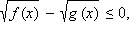 √f(x) − √g(x) ≤ 0,